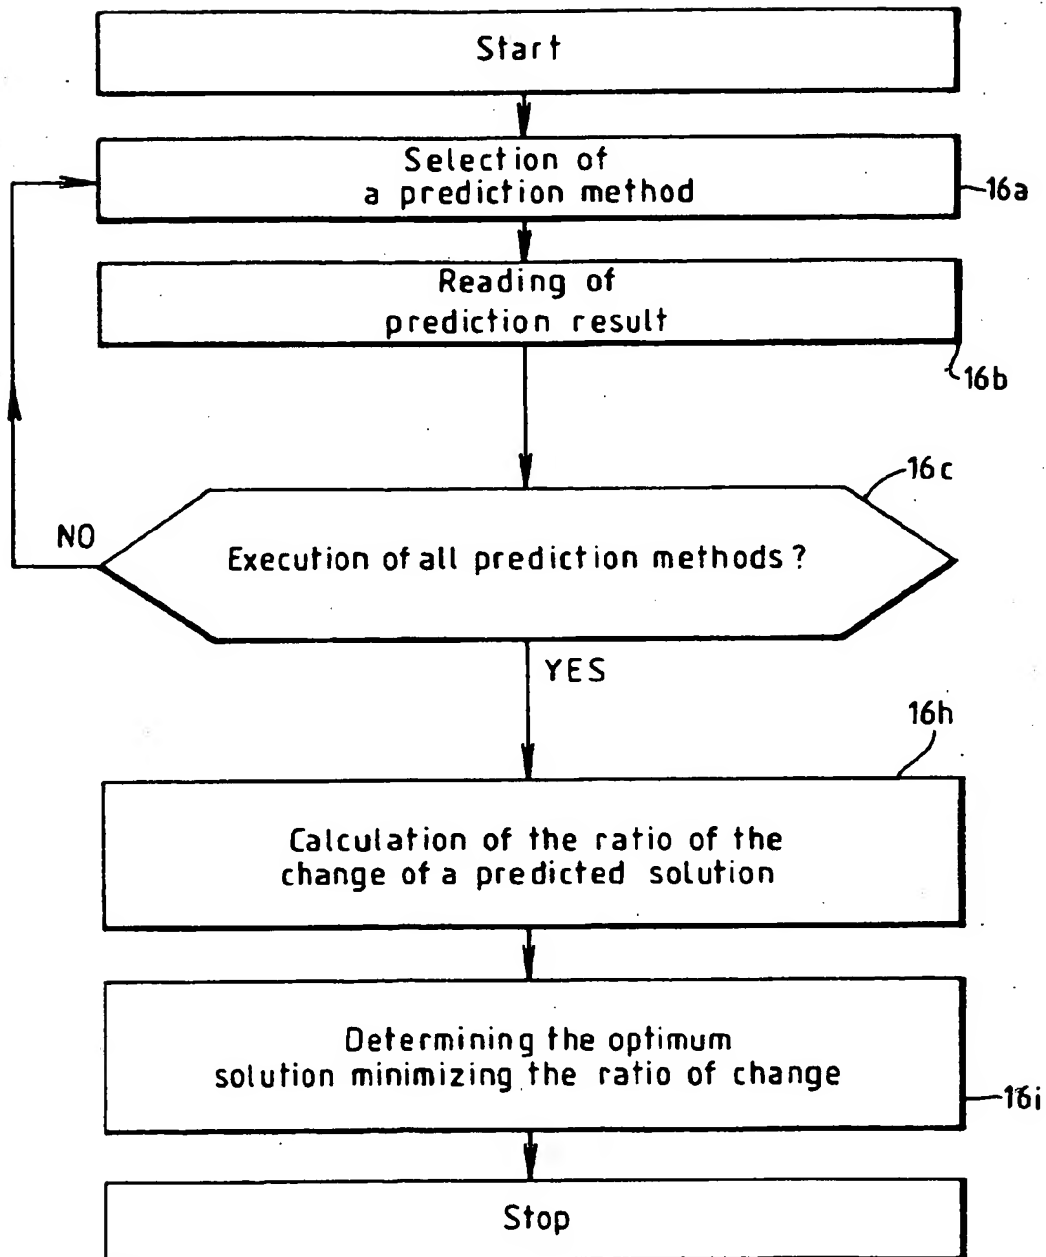 Start
Selection of
a prediction method
16a
Reading of
prediction result
16b
16c
NO
Execution of all prediction methods?
YES
16h
Calculation of the ratio of the
change of a predicted solution
Determining the optimum
solution minimizing the ratio of change
16i
Stop